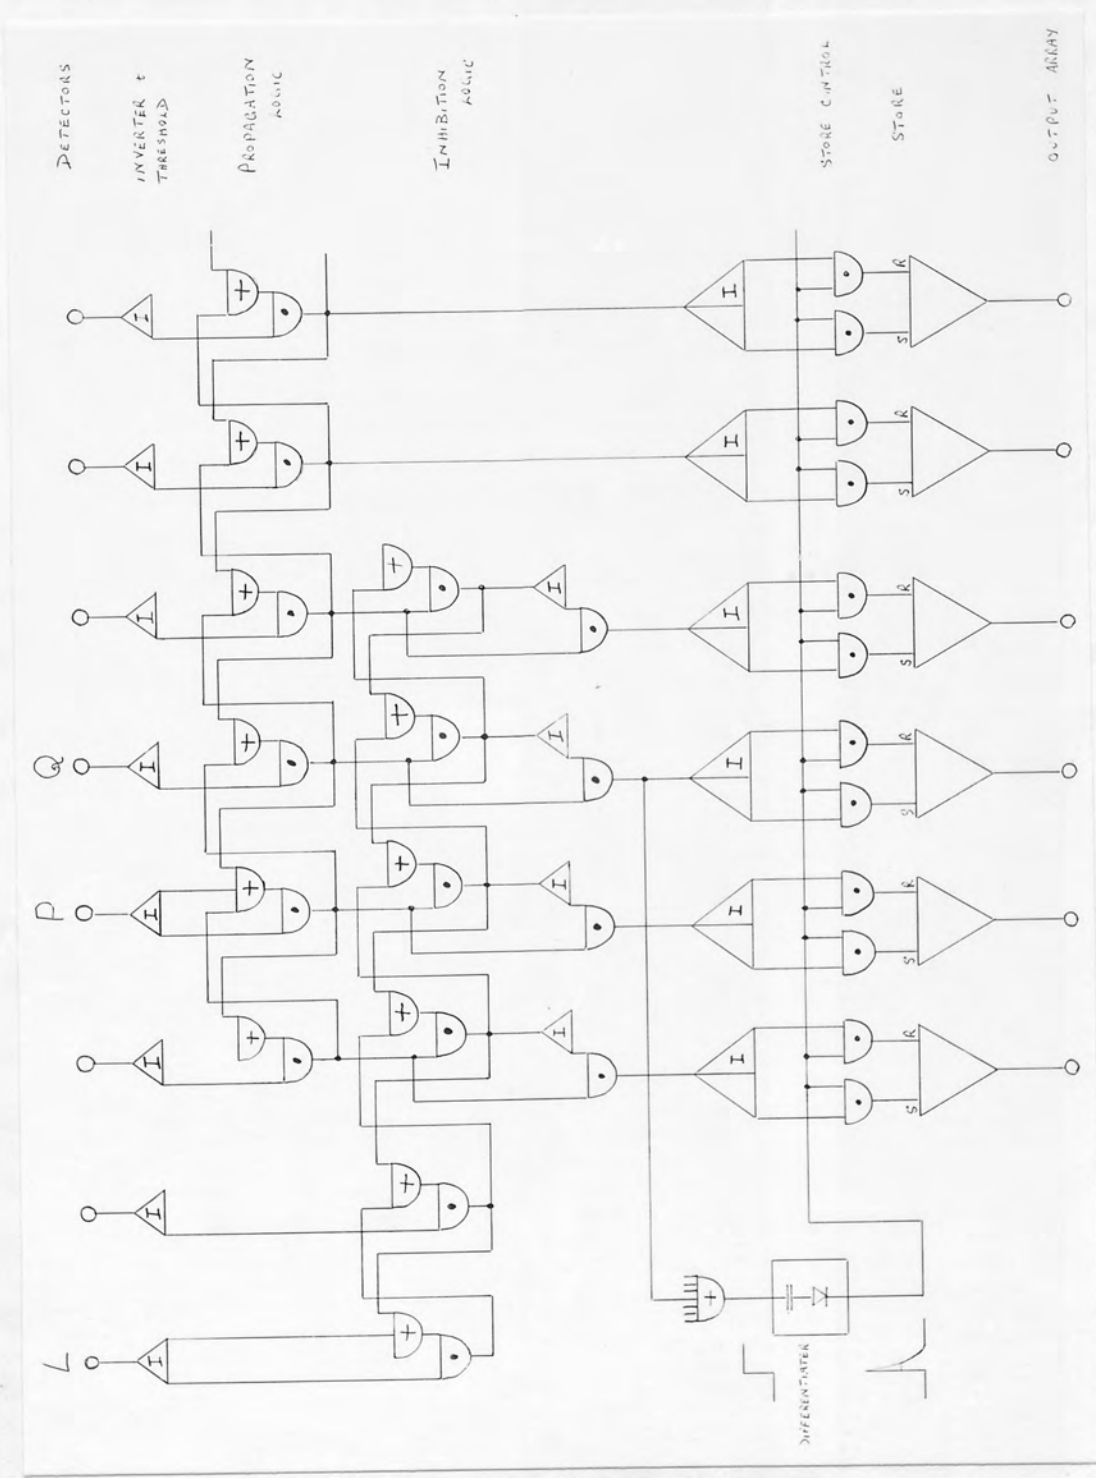 DETECTORS
INVERTER &
THRESHOLD
PROPAGATION
LOGIC
INHIBITION
LOGIC
STORE CONTROL
STORE
OUTPUT ARRAY
Q
P
L
I
I
I
I
I
I
I
I
+
+
+
+
+
+
+
+
+
+
+
+
+
I
I
I
I
I
I
I
I
I
I
R
S
R
S
R
S
R
S
R
S
R
S
DIFFERENTIATER